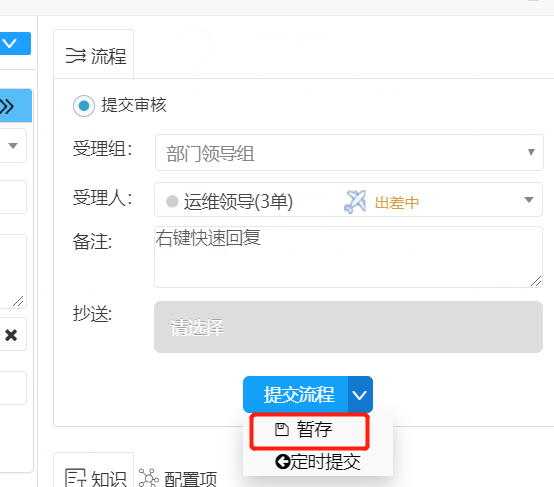 流程
提交审核
受理组:
部门领导组
受理人:
运维领导(3单)
出差中
备注:
右键快速回复
抄送:
请选择
提交流程
暂存
定时提交
知识
配置项